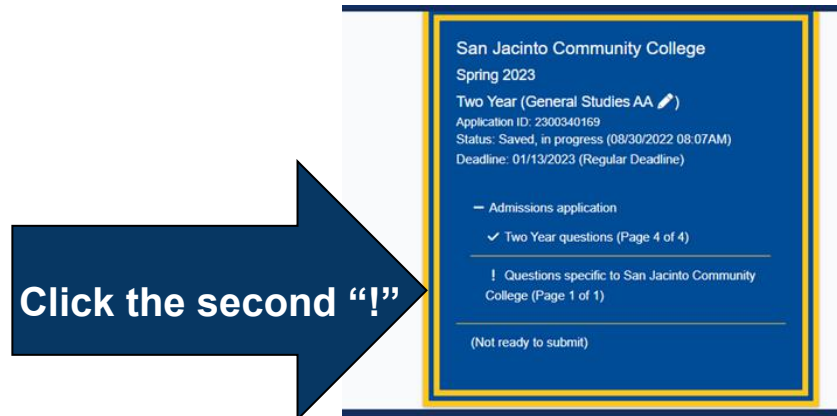 San Jacinto Community College
Spring 2023
Two Year (General Studies AA )
Application ID: 2300340169
Status: Saved, in progress (08/30/2022 08:07AM)
Deadline: 01/13/2023 (Regular Deadline)
– Admissions application
✓ Two Year questions (Page 4 of 4)
! Questions specific to San Jacinto Community
College (Page 1 of 1)
(Not ready to submit)
Click the second “!”